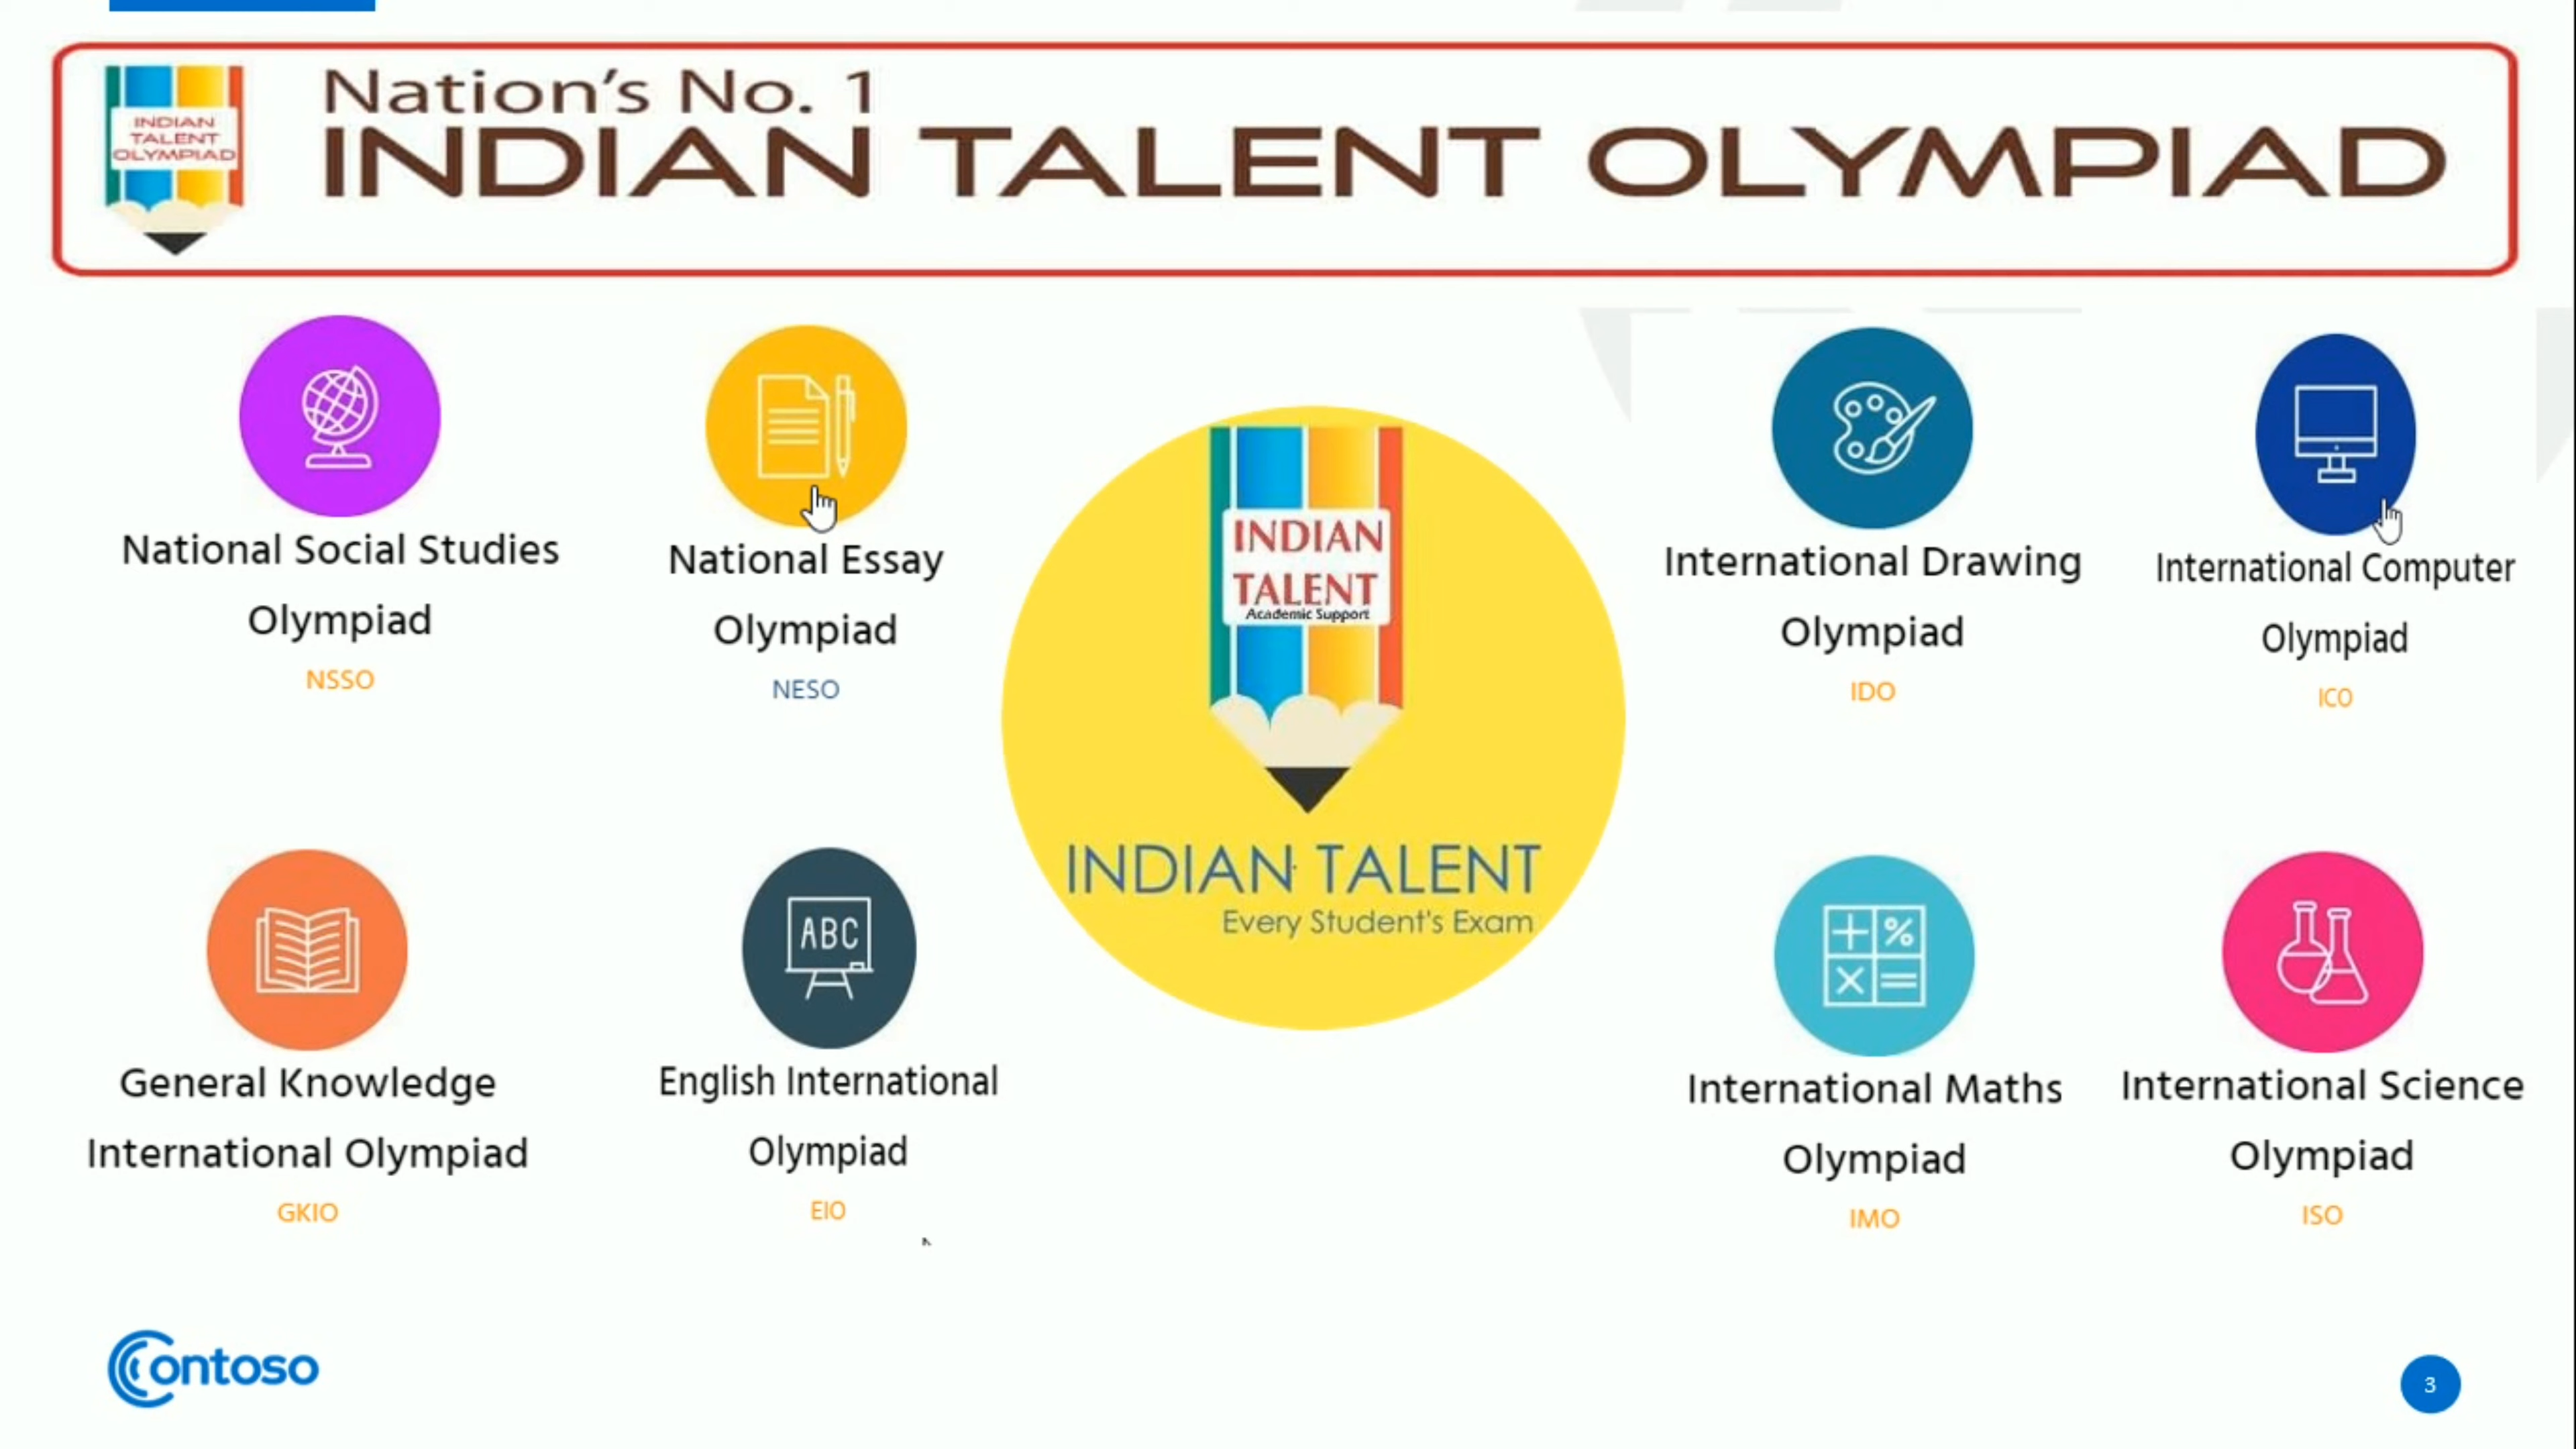 Nation's No. 1
INDIAN TALENT OLYMPIAD
INDIAN
TALENT
OLYMPIAD
National Social Studies
Olympiad
NSSO
National Essay
Olympiad
NESO
INDIAN
TALENT
Academic Support
INDIAN TALENT
Every Student's Exam
International Drawing
Olympiad
IDO
International Computer
Olympiad
ICO
General Knowledge
International Olympiad
GKIO
ABC
English International
Olympiad
EIO
International Maths
Olympiad
IMO
International Science
Olympiad
ISO
Contoso
3